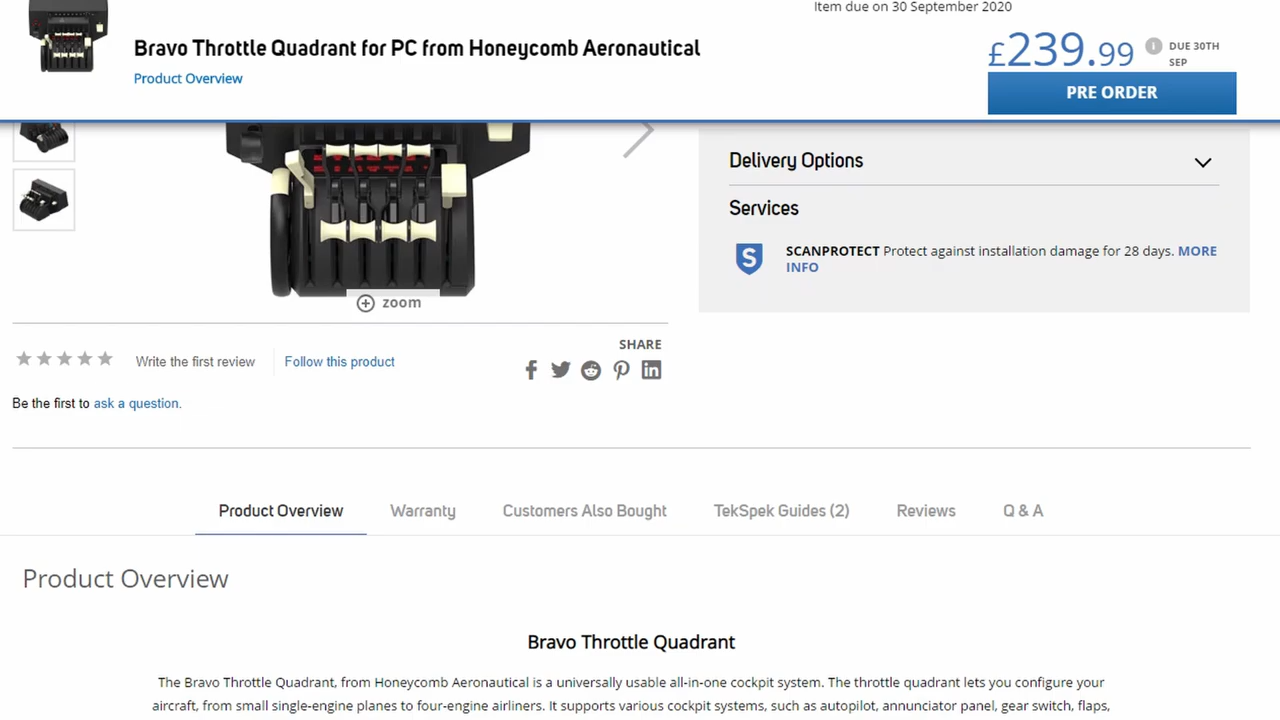 Item due on 30 September 2020
Bravo Throttle Quadrant for PC from Honeycomb Aeronautical
£239.99
DUE 30TH
SEP
Product Overview
PRE ORDER
Delivery Options
Services
SCANPROTECT Protect against installation damage for 28 days. MORE
INFO
zoom
SHARE
Write the first review
Follow this product
Be the first to ask a question.
Product Overview
Warranty
Customers Also Bought
TekSpek Guides (2)
Reviews
Q & A
Product Overview
Bravo Throttle Quadrant
The Bravo Throttle Quadrant, from Honeycomb Aeronautical is a universally usable all-in-one cockpit system. The throttle quadrant lets you configure your
aircraft, from small single-engine planes to four-engine airliners. It supports various cockpit systems, such as autopilot, annunciator panel, gear switch, flaps,